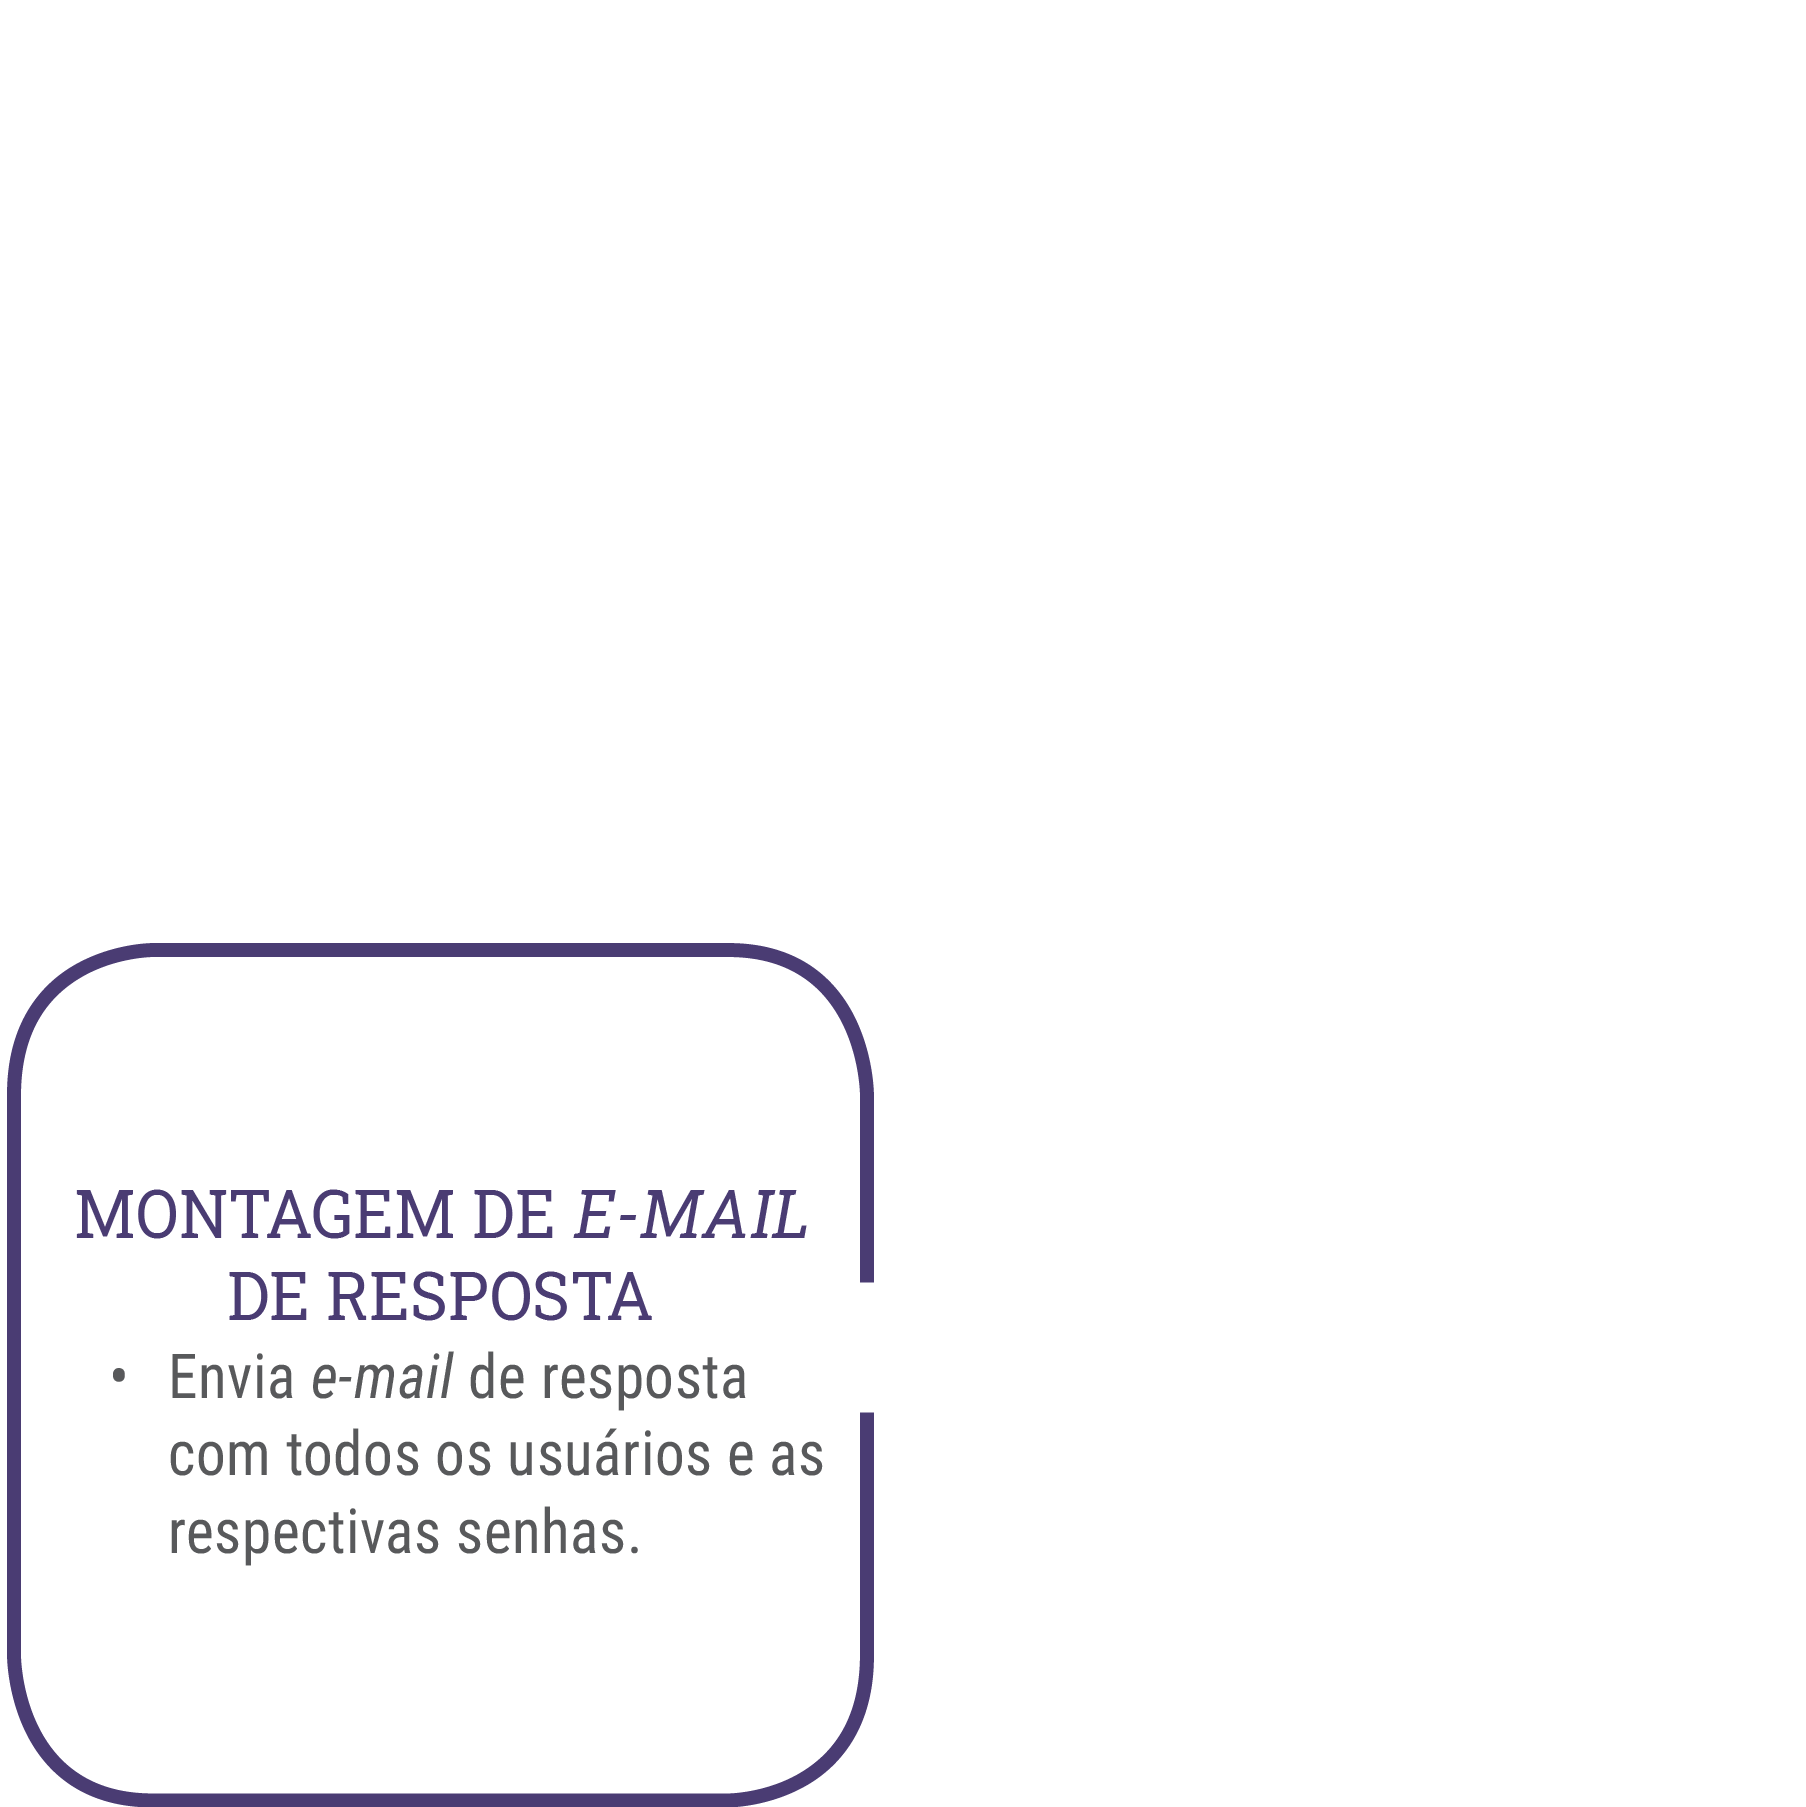 MONTAGEM DE E-MAIL
DE RESPOSTA
• Envia e-mail de resposta
com todos os usuários e as
respectivas senhas.